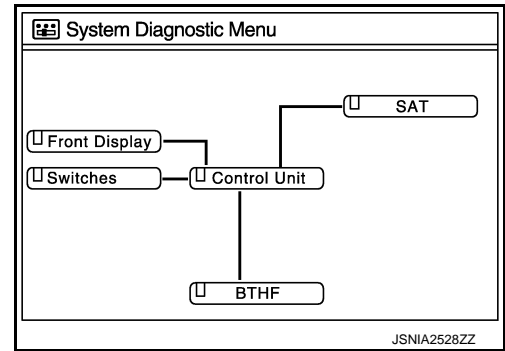 System Diagnostic Menu
SAT
Front Display
Switches
Control Unit
BTHF
JSNIA2528ZZ